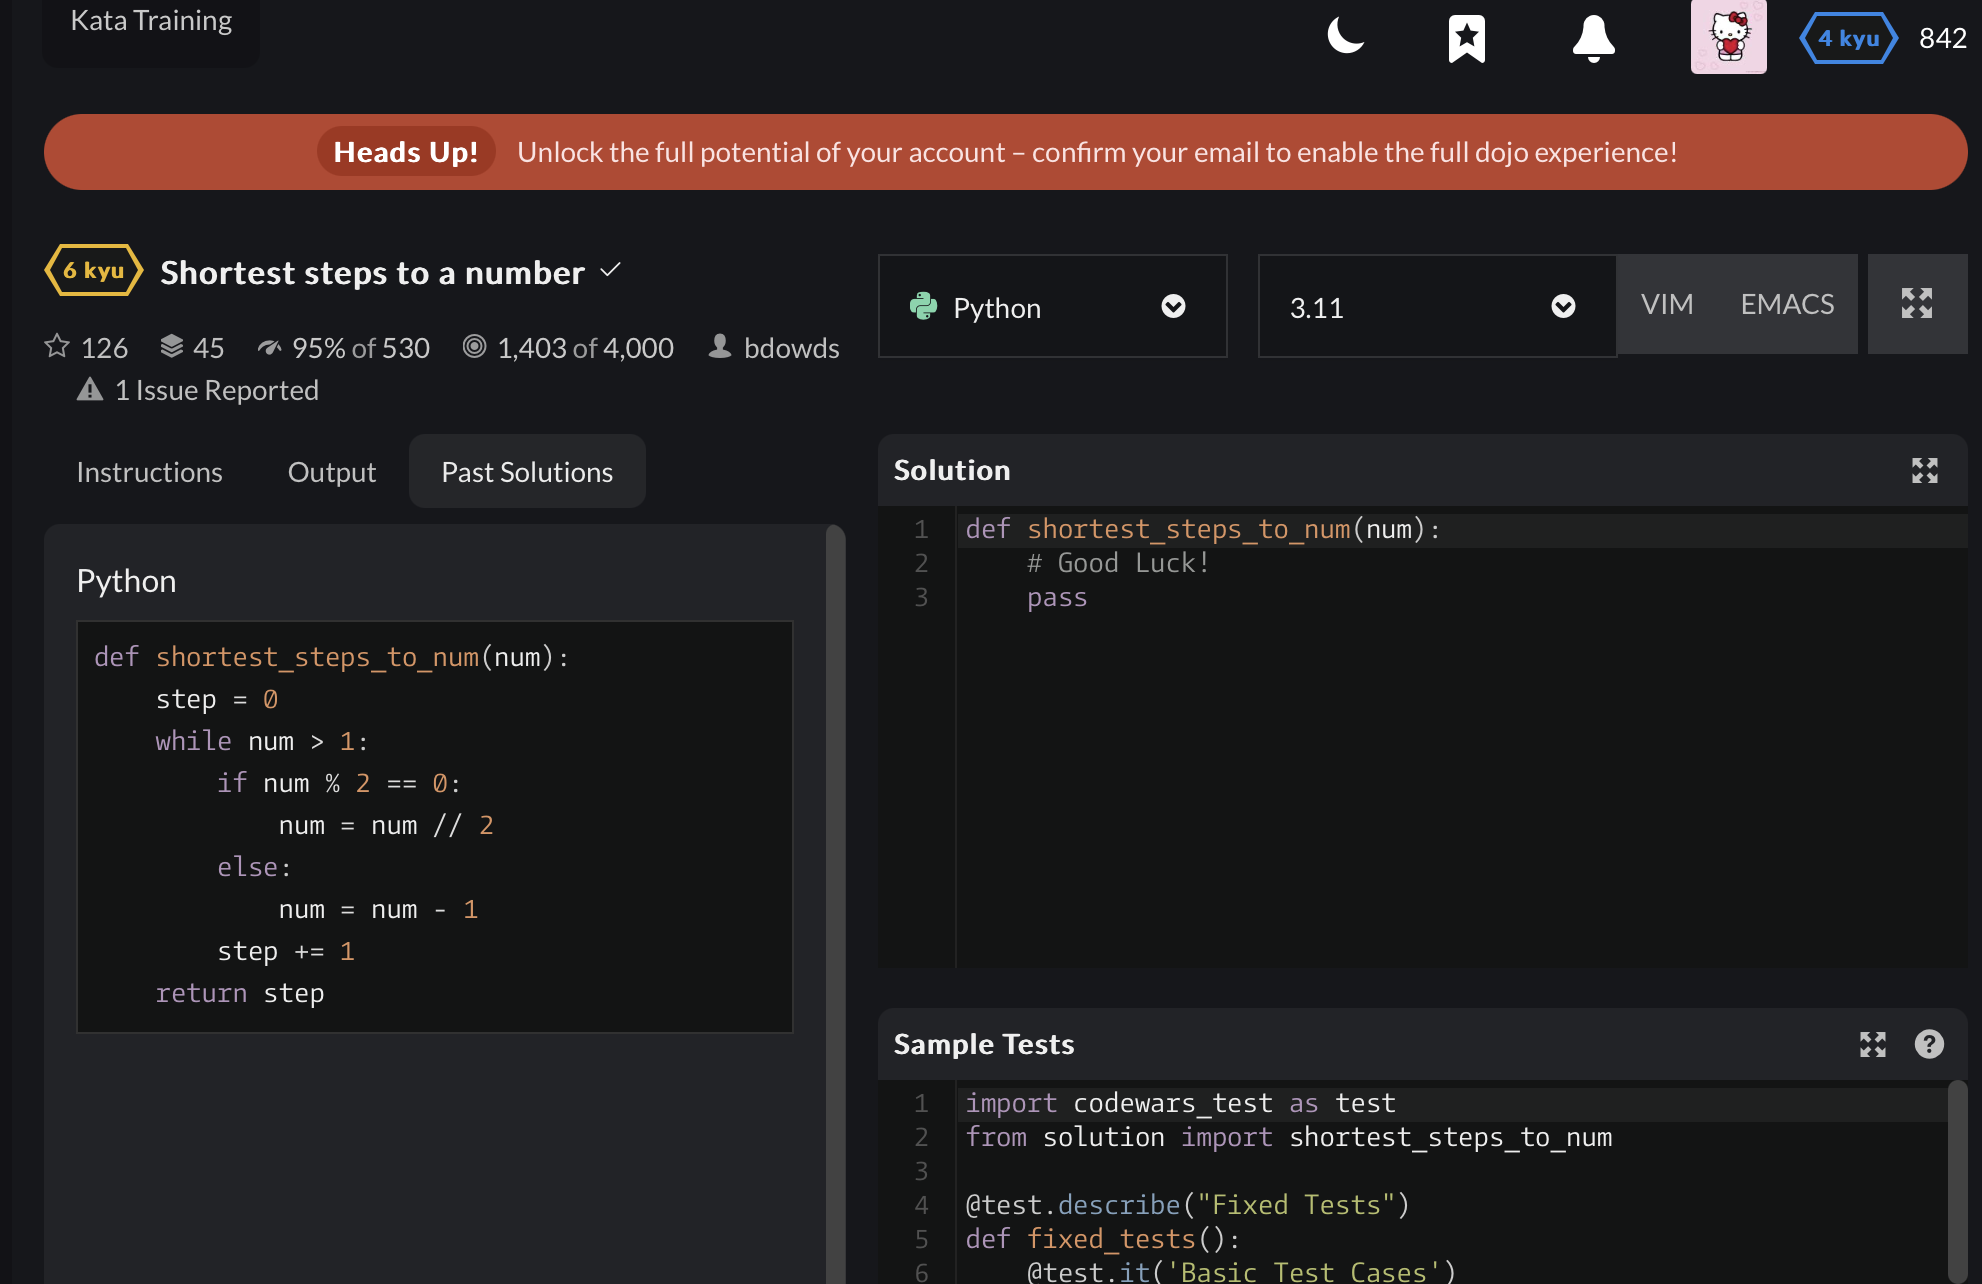 Kata Training
4 kyu 842
Heads Up! Unlock the full potential of your account – confirm your email to enable the full dojo experience!
6 kyu Shortest steps to a number
126 45 95% of 530 1,403 of 4,000 bdowds
1 Issue Reported
Python 3.11 VIM EMACS
Instructions Output Past Solutions
Python
def shortest_steps_to_num(num):
    step = 0
    while num > 1:
        if num % 2 == 0:
            num = num // 2
        else:
            num = num - 1
        step += 1
    return step
Solution
1 def shortest_steps_to_num(num):
2     # Good Luck!
3     pass
Sample Tests
1 import codewars_test as test
2 from solution import shortest_steps_to_num
3
4 @test.describe("Fixed Tests")
5 def fixed_tests():
6     @test.it('Basic Test Cases')